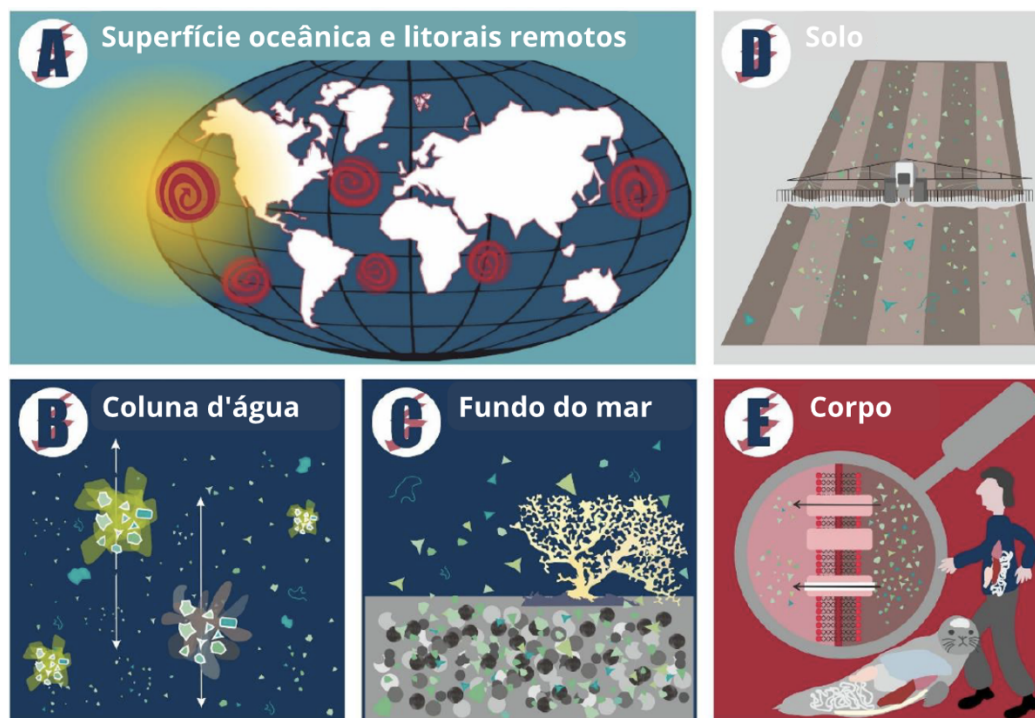 A Superfície oceânica e litorais remotos
D Solo
B Coluna d'água
C Fundo do mar
E Corpo